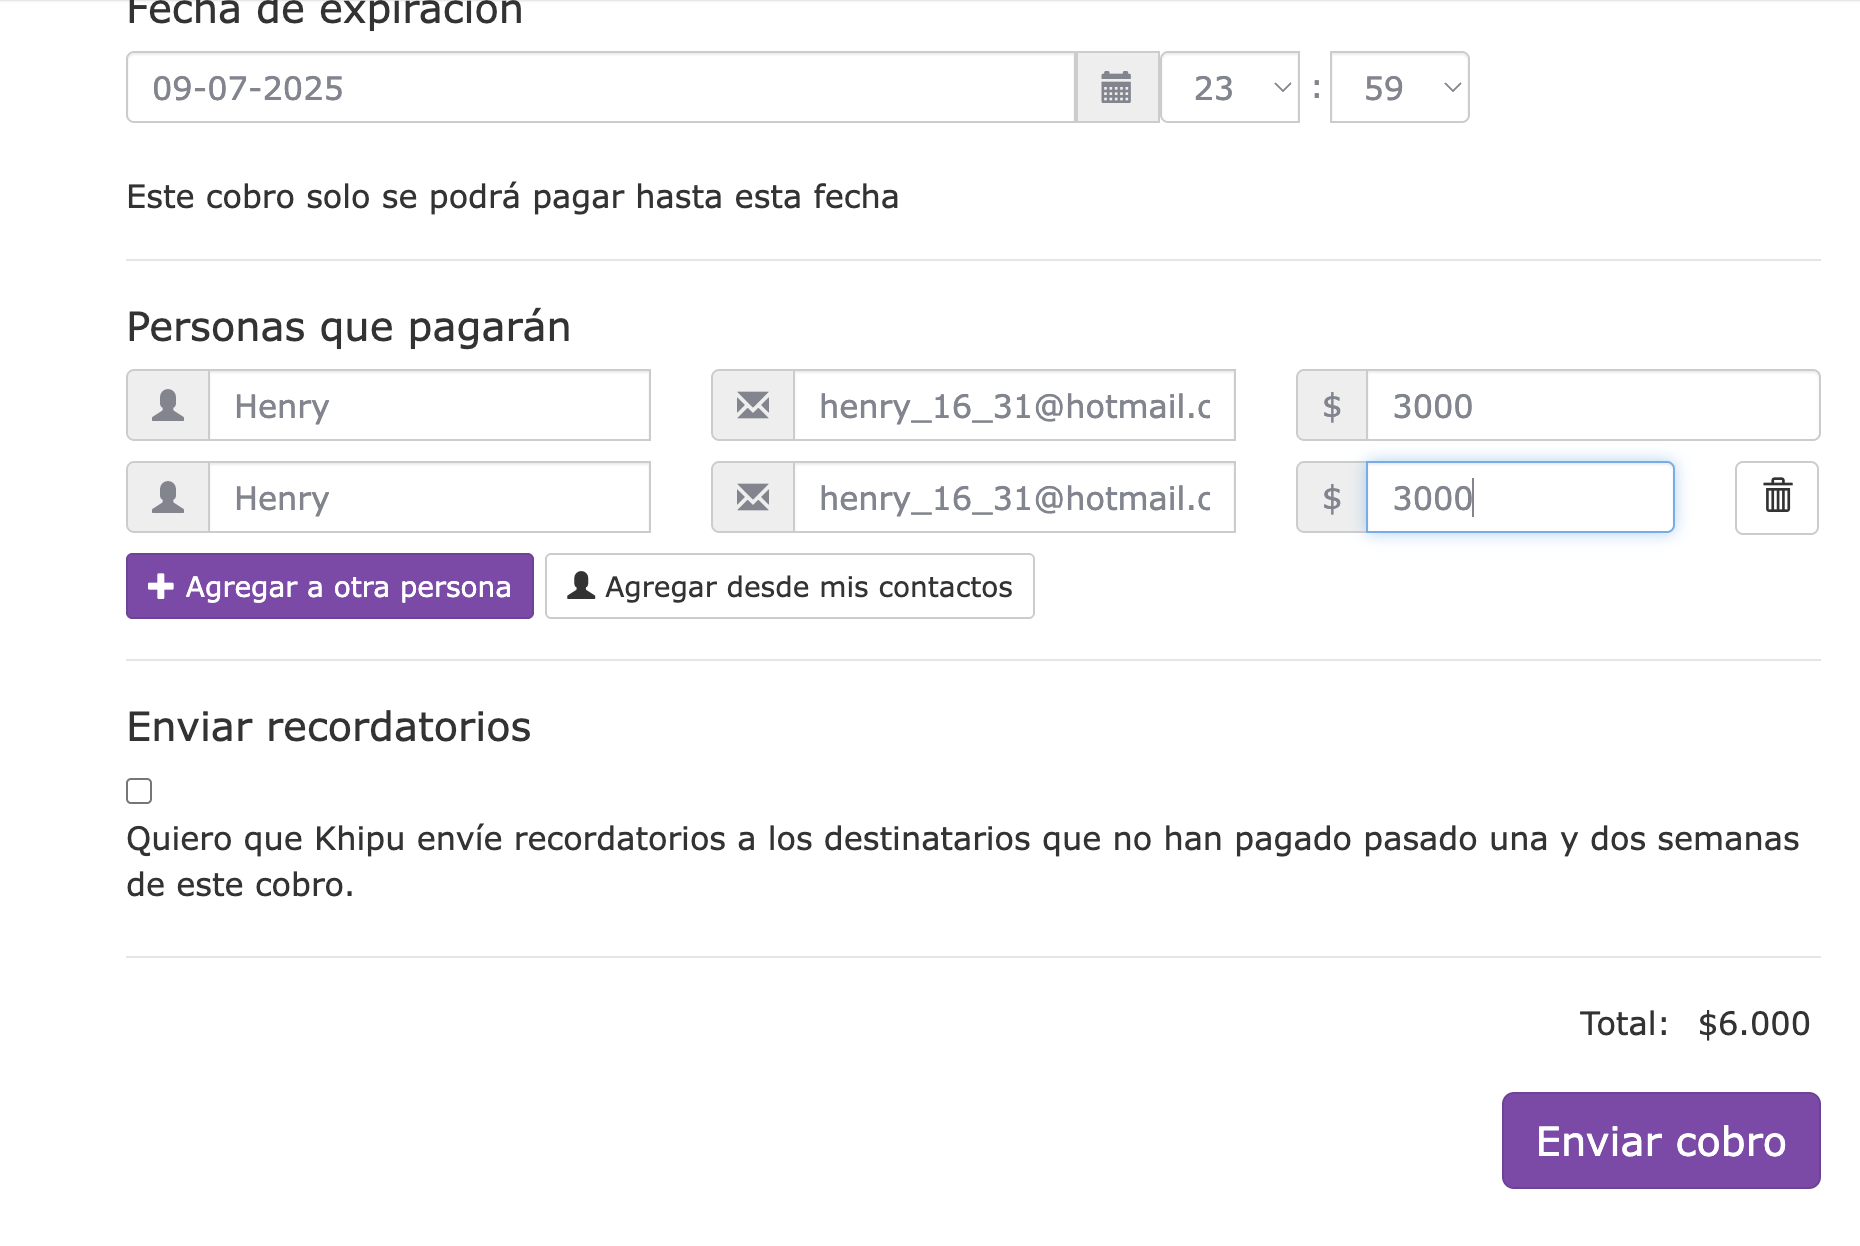 Fecha de expiración
09-07-2025 23 : 59
Este cobro solo se podrá pagar hasta esta fecha
Personas que pagarán
Henry henry_16_31@hotmail.c $ 3000
Henry henry_16_31@hotmail.c $ 3000
Agregar a otra persona Agregar desde mis contactos
Enviar recordatorios
Quiero que Khipu envíe recordatorios a los destinatarios que no han pagado pasado una y dos semanas
de este cobro.
Total: $6.000
Enviar cobro